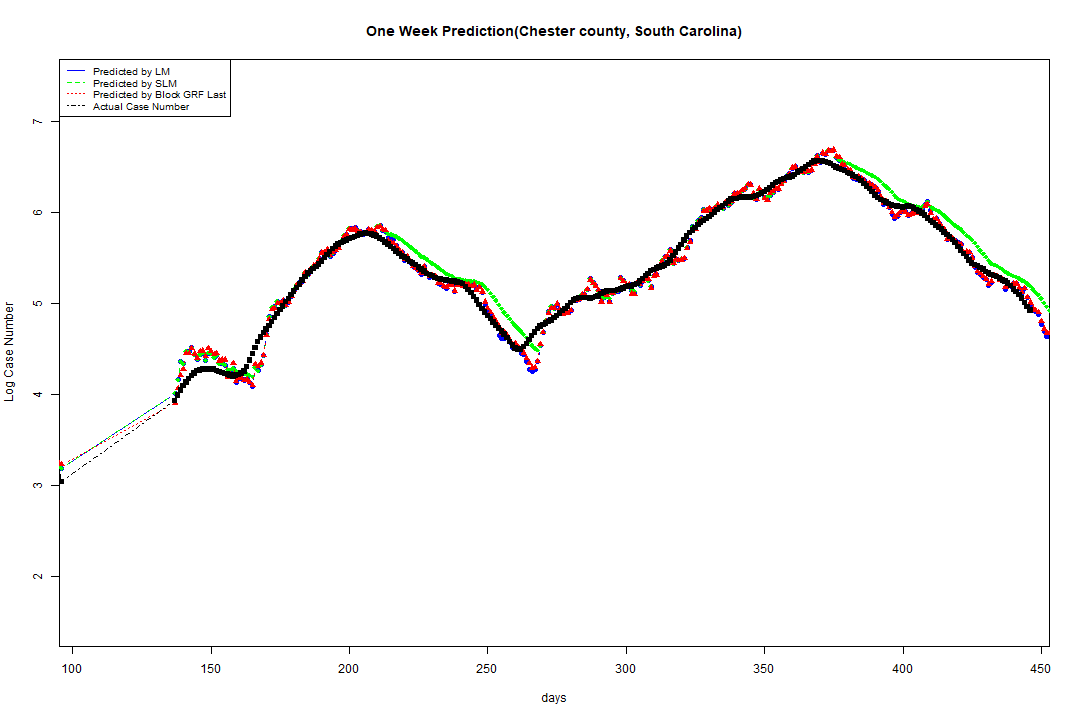 One Week Prediction(Chester county, South Carolina)
Predicted by LM
Predicted by SLM
Predicted by Block GRF Last
Actual Case Number
7
6
5
4
3
2
Log Case Number
100 150 200 250 300 350 400 450
days